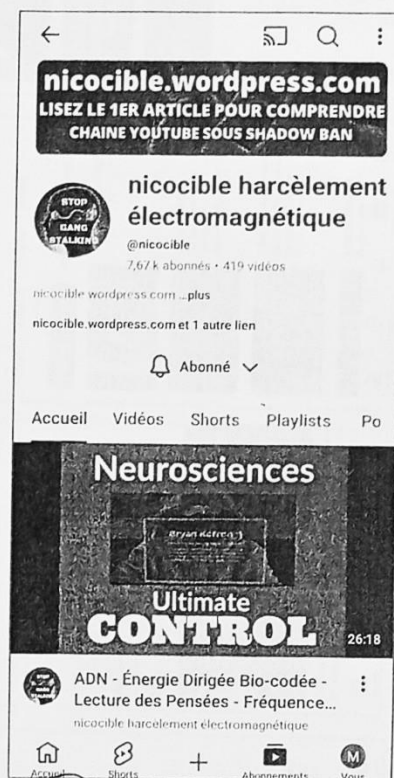 nicocible.wordpress.com
LISEZ LE 1ER ARTICLE POUR COMPRENDRE
CHAINE YOUTUBE SOUS SHADOW BAN
STOP
GANG
STALKING
nicocible harcèlement
électromagnétique
@nicocible
7,67 k abonnés • 419 vidéos
nicocible wordpress.com ...plus
nicocible.wordpress.com et 1 autre lien
Abonné
Accueil Vidéos Shorts Playlists Po
Neurosciences
Bryan Kofron
Ultimate
CONTROL
26:18
ADN - Énergie Dirigée Bio-codée -
Lecture des Pensées - Fréquence...
nicocible harcèlement électromagnétique
M
Accueil Shorts Abonnements Vous